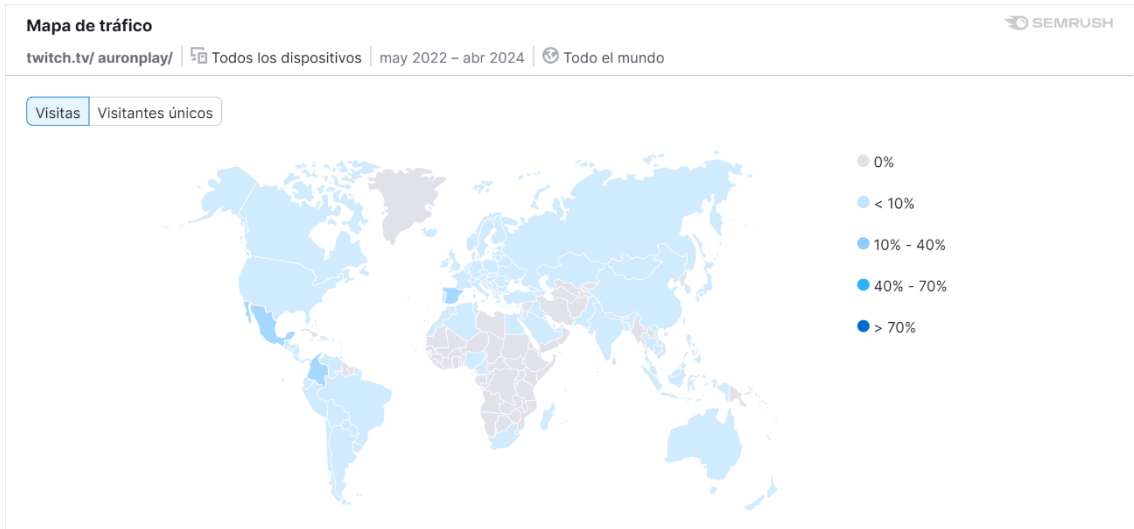 Mapa de tráfico
SEMRUSH
twitch.tv/ auronplay/ Todos los dispositivos may 2022 – abr 2024 Todo el mundo
Visitas Visitantes únicos
0%
< 10%
10% - 40%
40% - 70%
> 70%